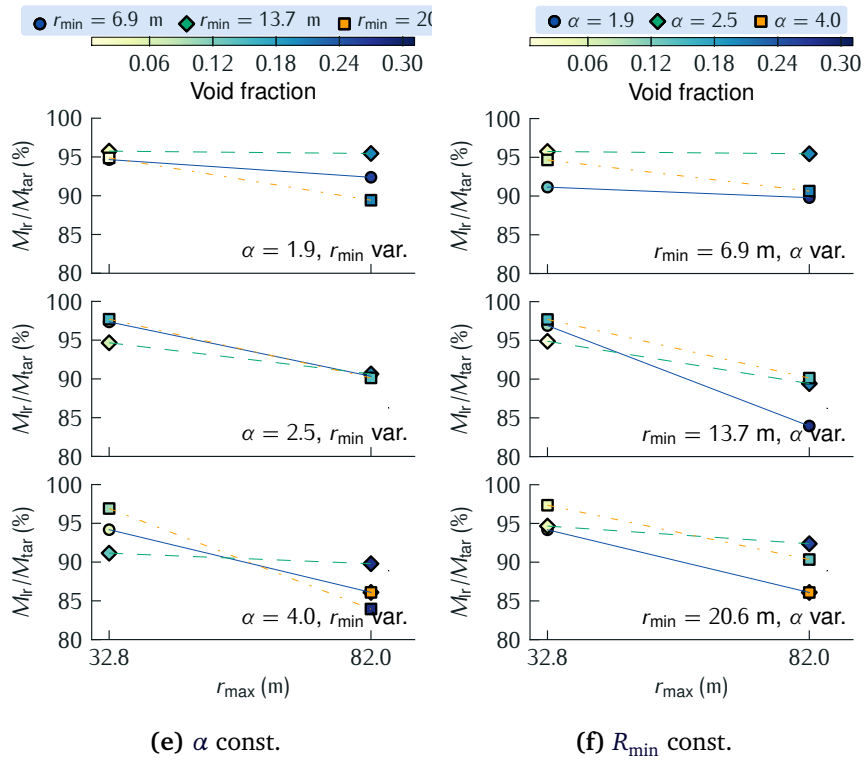 r_min = 6.9 m r_min = 13.7 m r_min = 20
0.06 0.12 0.18 0.24 0.30
Void fraction
100
95
90
85
80
M_lr/M_tar (%)
α = 1.9, r_min var.
100
95
90
85
80
M_lr/M_tar (%)
α = 2.5, r_min var.
100
95
90
85
80
M_lr/M_tar (%)
α = 4.0, r_min var.
32.8 82.0
r_max (m)
(e) α const.
α = 1.9 α = 2.5 α = 4.0
0.06 0.12 0.18 0.24 0.30
Void fraction
100
95
90
85
80
M_lr/M_tar (%)
r_min = 6.9 m, α var.
100
95
90
85
80
M_lr/M_tar (%)
r_min = 13.7 m, α var.
100
95
90
85
80
M_lr/M_tar (%)
r_min = 20.6 m, α var.
32.8 82.0
r_max (m)
(f) R_min const.